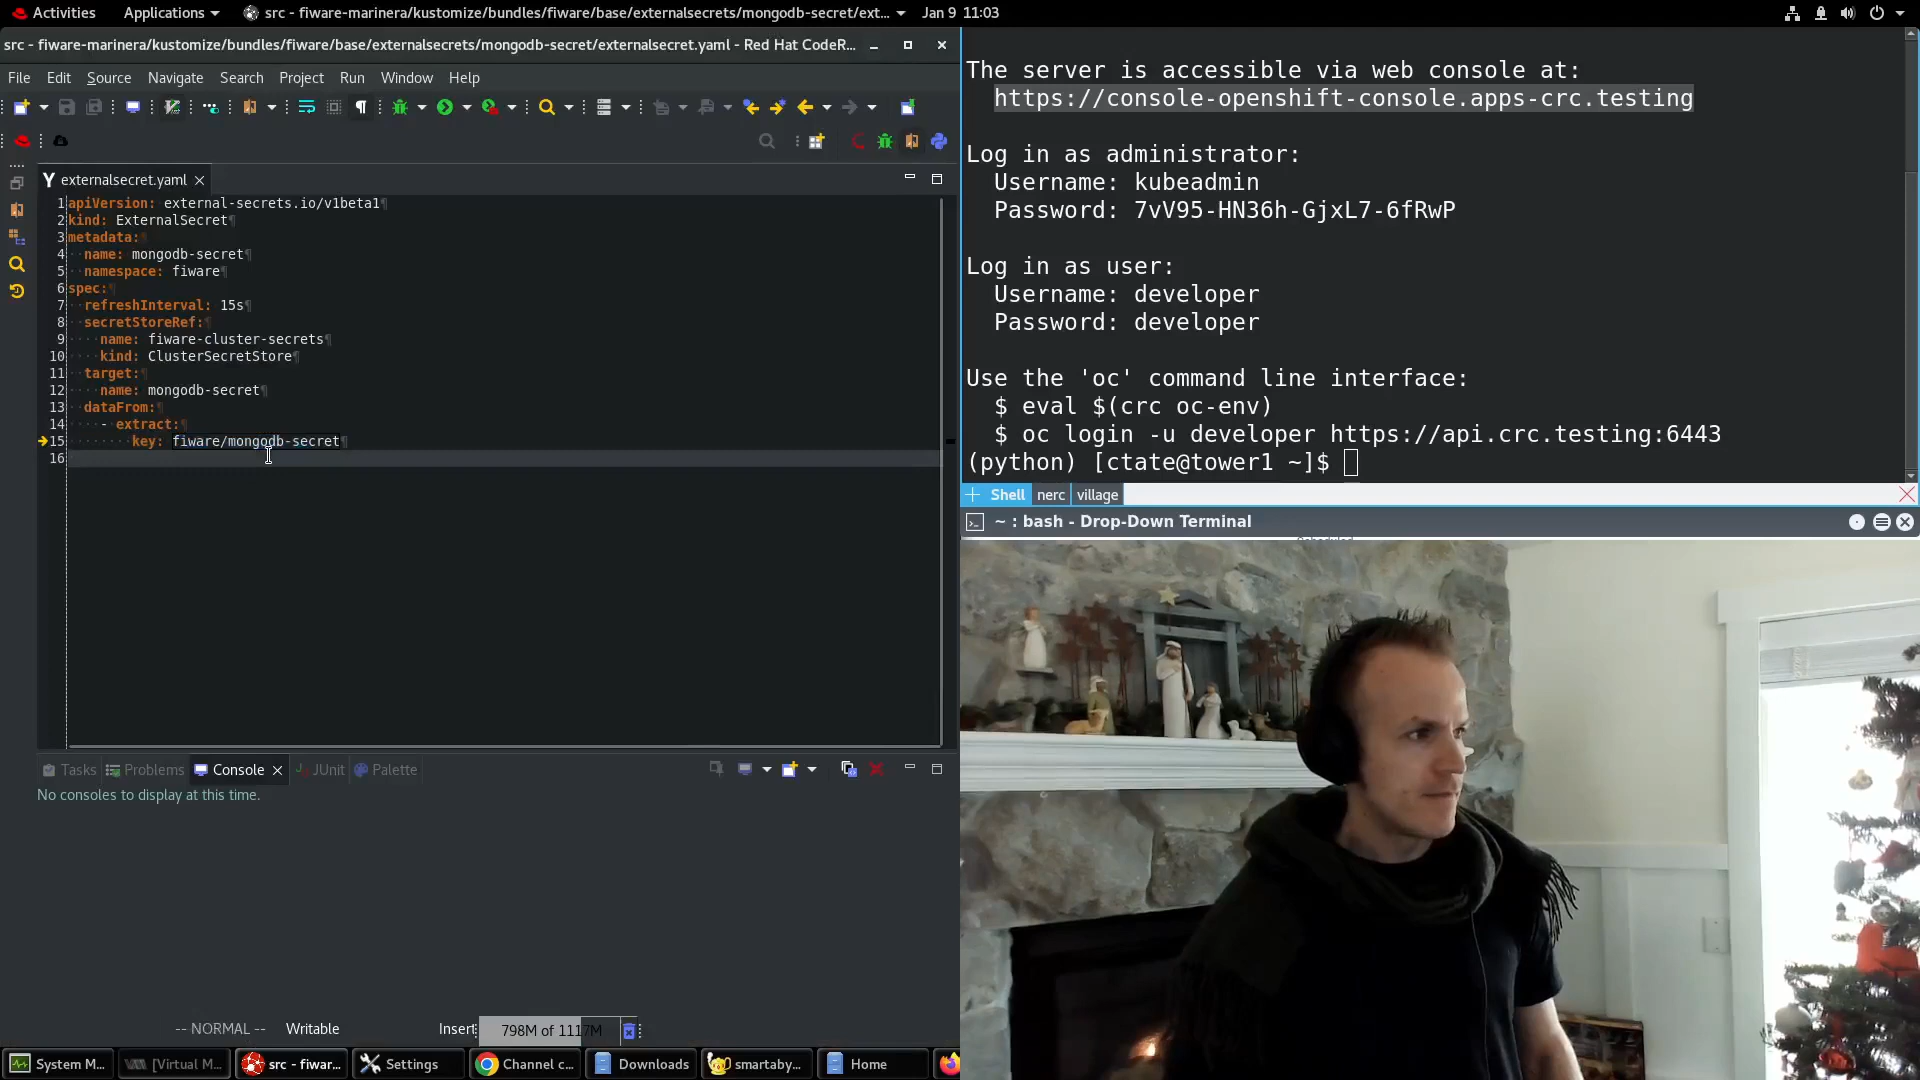 Activities
Applications
src - fiware-marinera/kustomize/bundles/fiware/base/externalsecrets/mongodb-secret/ext...
Jan 9 11:03
src - fiware-marinera/kustomize/bundles/fiware/base/externalsecrets/mongodb-secret/externalsecret.yaml - Red Hat CodeR...
File Edit Source Navigate Search Project Run Window Help
externalsecret.yaml
1 apiVersion: external-secrets.io/v1beta1¶
2 kind: ExternalSecret¶
3 metadata:¶
4 name: mongodb-secret¶
5 namespace: fiware¶
6 spec:¶
7 refreshInterval: 15s¶
8 secretStoreRef:¶
9 name: fiware-cluster-secrets¶
10 kind: ClusterSecretStore¶
11 target:¶
12 name: mongodb-secret¶
13 dataFrom:¶
14 - extract:¶
15 key: fiware/mongodb-secret¶
16
Tasks Problems Console JUnit Palette
No consoles to display at this time.
-- NORMAL -- Writable Insert 798M of 1117M
The server is accessible via web console at:
https://console-openshift-console.apps-crc.testing
Log in as administrator:
Username: kubeadmin
Password: 7vV95-HN36h-GjxL7-6fRwP
Log in as user:
Username: developer
Password: developer
Use the 'oc' command line interface:
$ eval $(crc oc-env)
$ oc login -u developer https://api.crc.testing:6443
(python) [ctate@tower1 ~]$
Shell nerc village
~ : bash - Drop-Down Terminal
System M... [Virtual M... src - fiwar... Settings Channel c... Downloads smartaby... Home